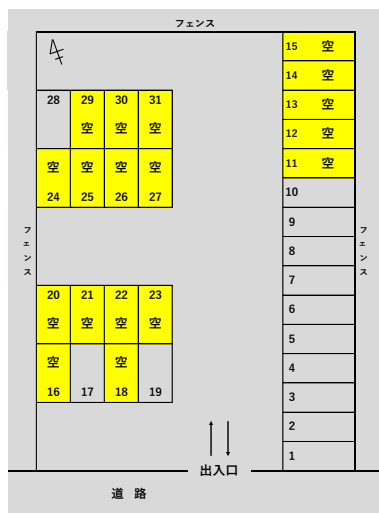 フェンス
15 空
14 空
13 空
12 空
11 空
10
9
8
7
6
5
4
3
2
1
28 29 30 31
空 空 空
空 空 空 空
24 25 26 27
フェンス
フェンス
20 21 22 23
空 空 空 空
空 空
16 17 18 19
出入口
道 路